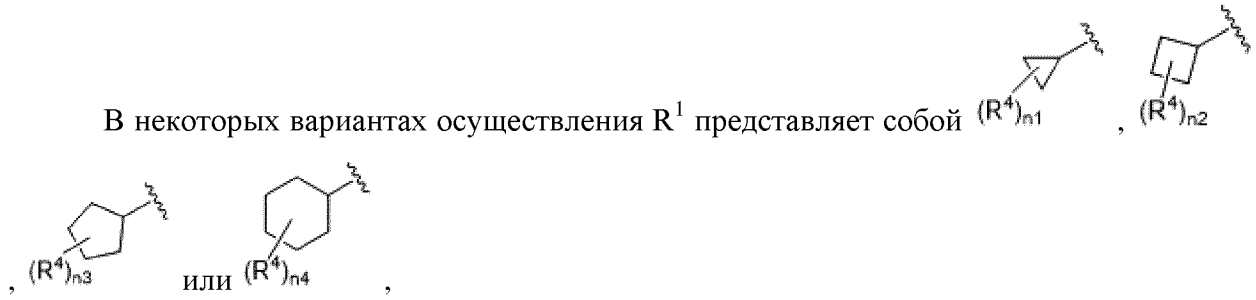 В некоторых вариантах осуществления R¹ представляет собой (R⁴)n1 , (R⁴)n2
, (R⁴)n3 или (R⁴)n4 ,